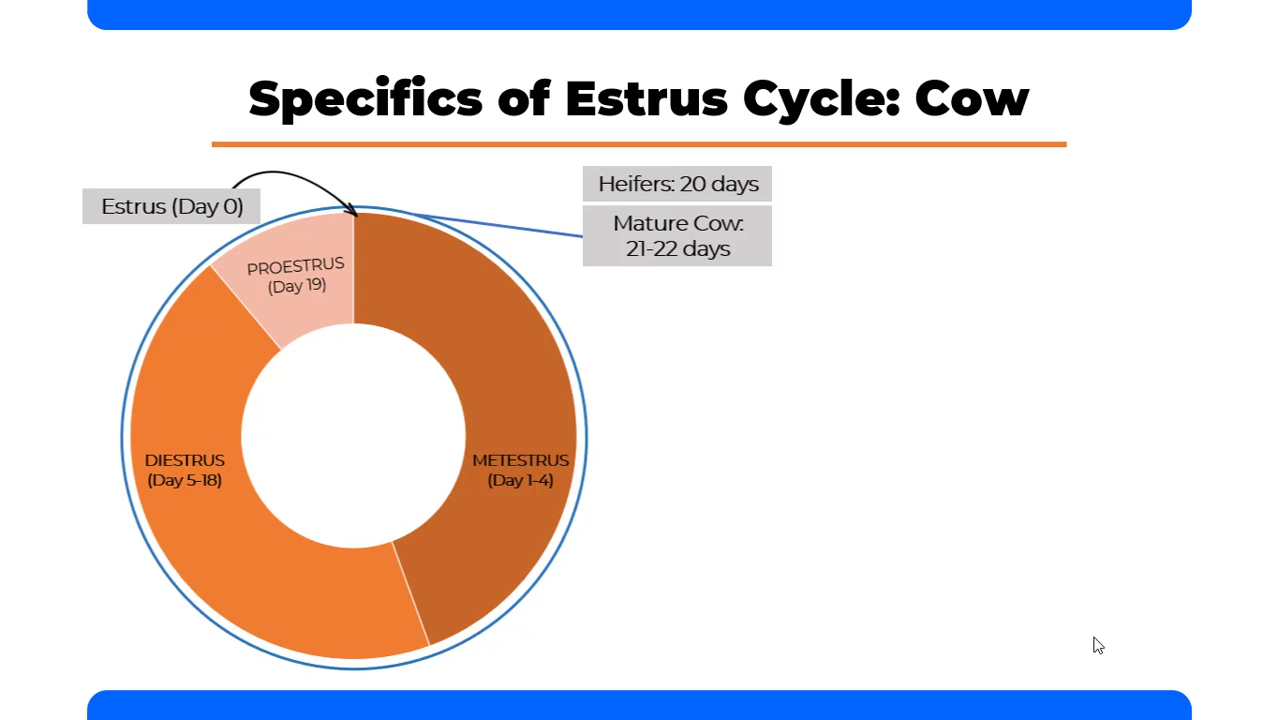 Specifics of Estrus Cycle: Cow
Estrus (Day 0)
Heifers: 20 days
Mature Cow:
21-22 days
PROESTRUS
(Day 19)
DIESTRUS
(Day 5-18)
METESTRUS
(Day 1-4)